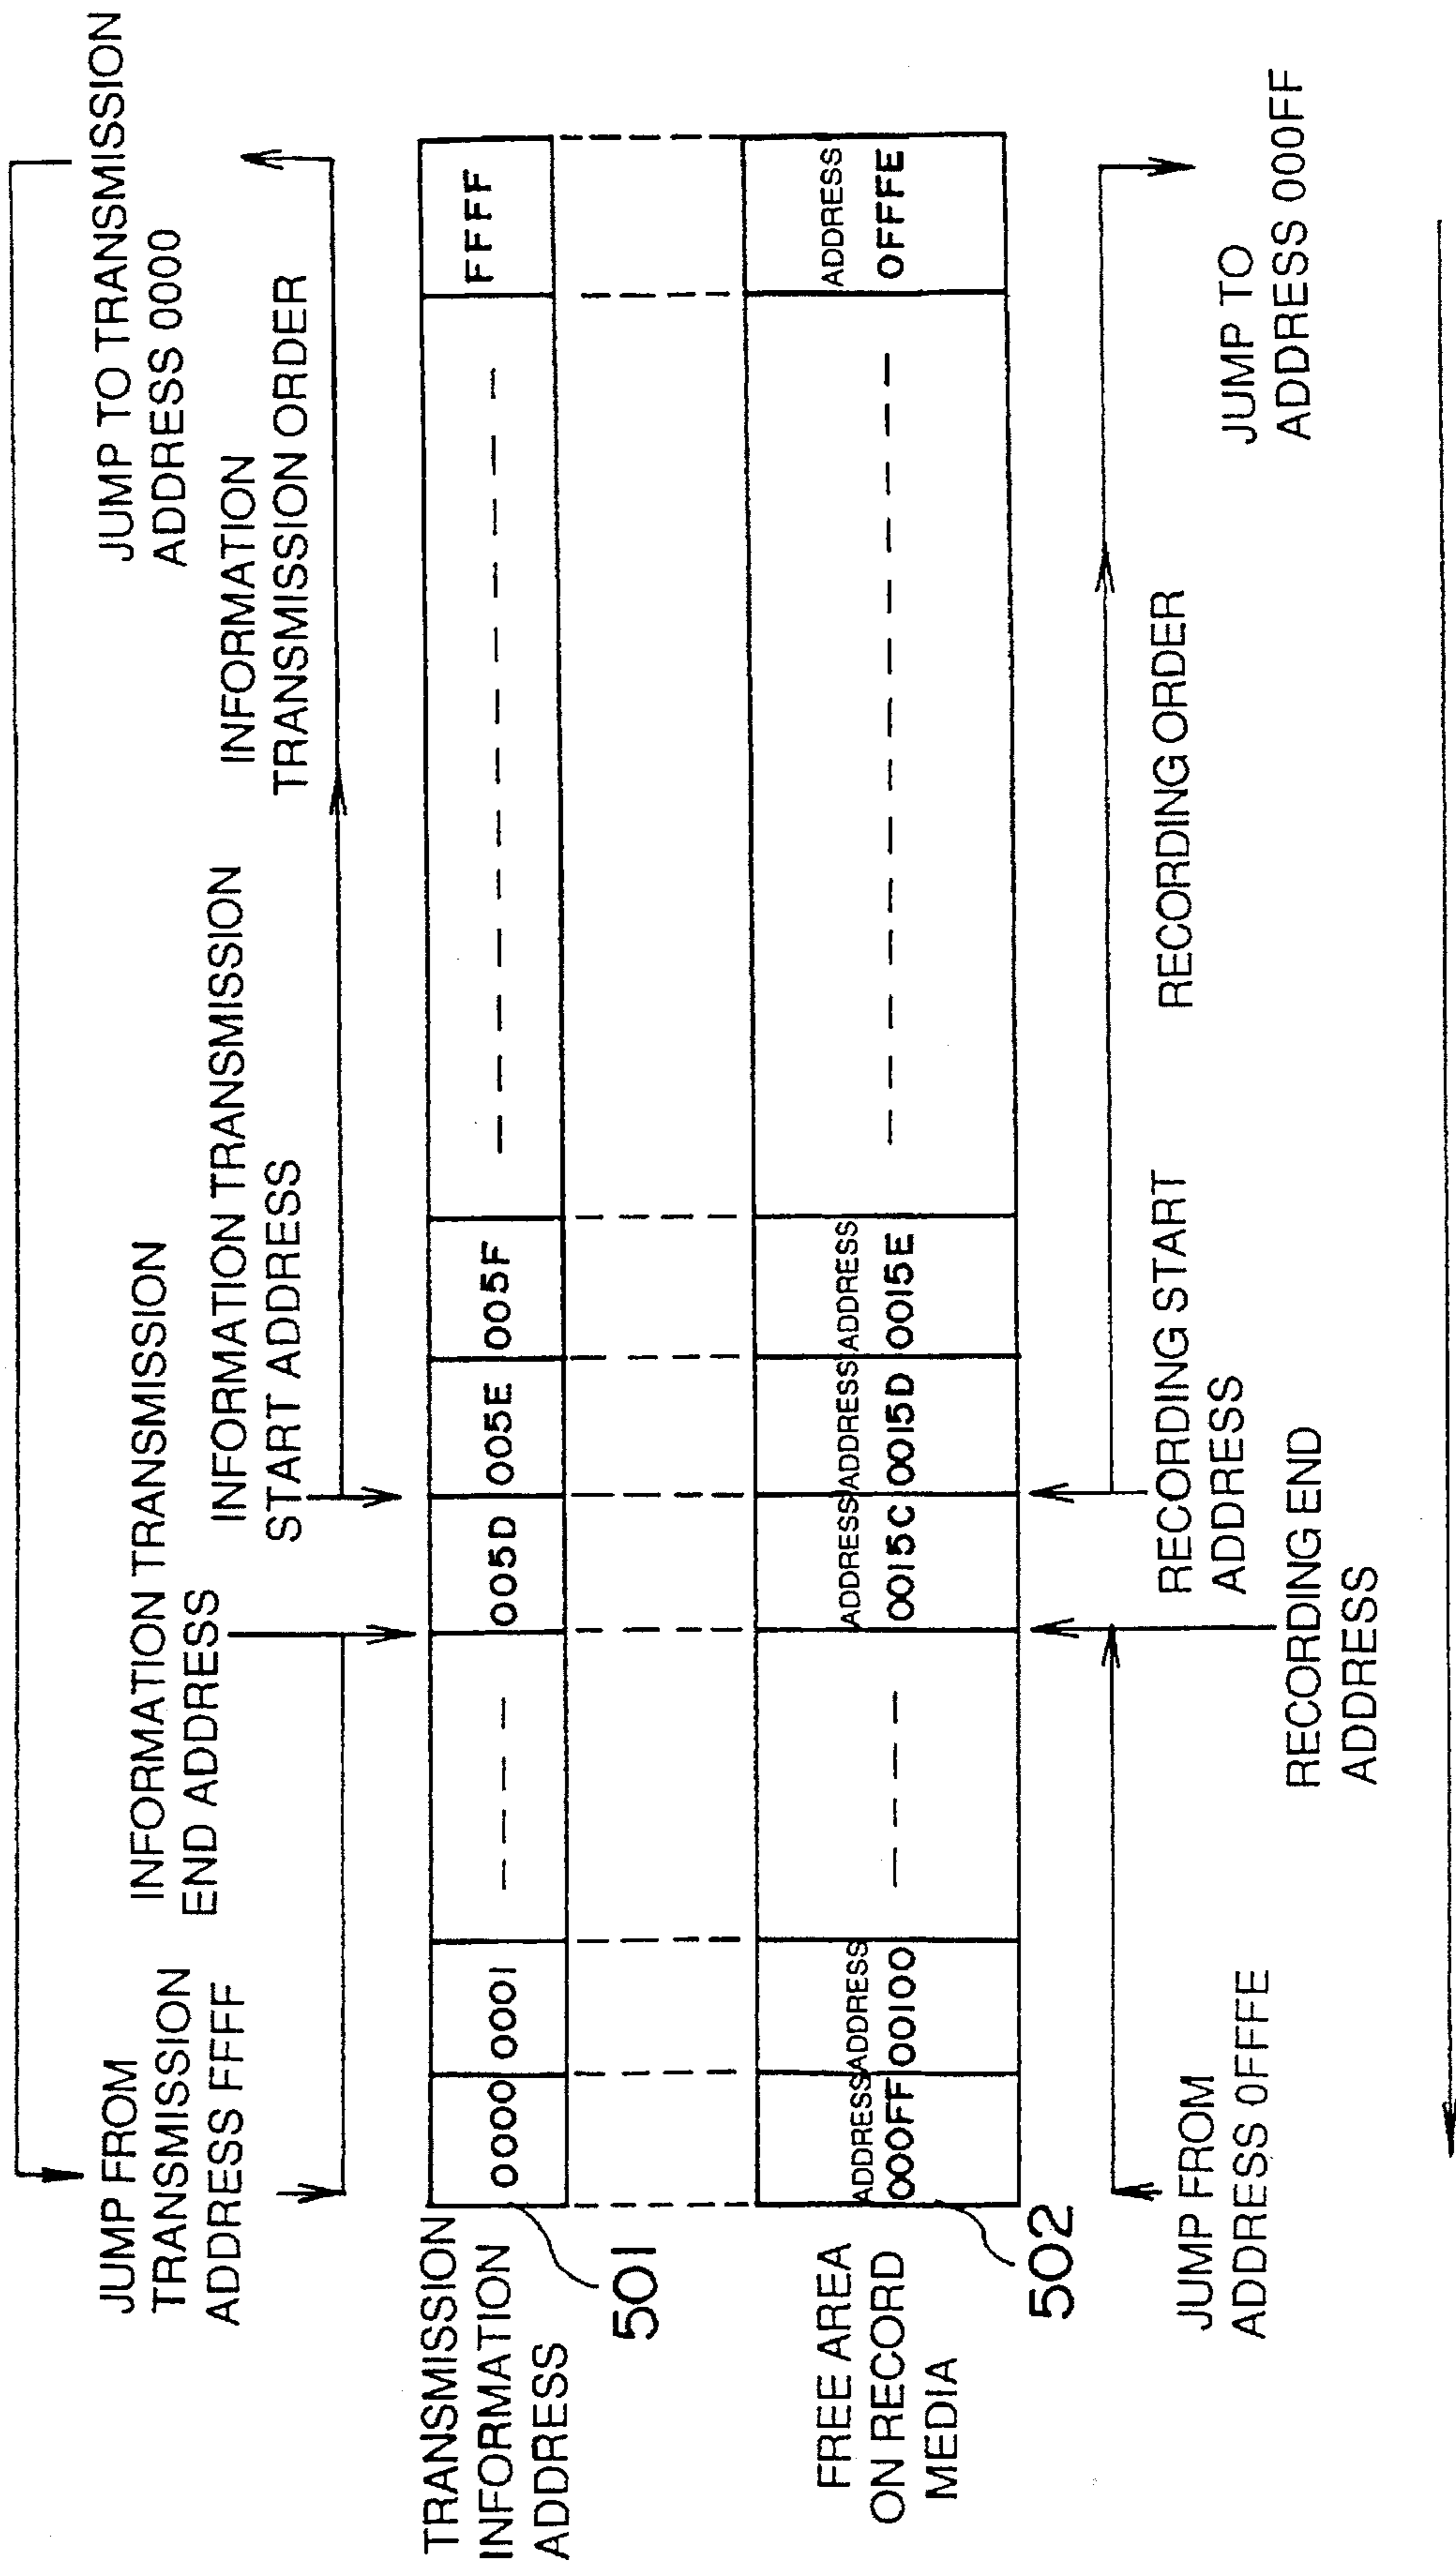 JUMP TO TRANSMISSION
ADDRESS 0000
INFORMATION
TRANSMISSION ORDER
INFORMATION TRANSMISSION
START ADDRESS
INFORMATION TRANSMISSION
END ADDRESS
JUMP FROM
TRANSMISSION
ADDRESS FFFF
TRANSMISSION
INFORMATION
ADDRESS
0000 0001 005D 005E 005F FFFF
501
FREE AREA
ON RECORD
MEDIA
ADDRESS ADDRESS ADDRESS ADDRESS ADDRESS ADDRESS
000FF 00100 0015C 0015D 0015E 0FFFE
502
JUMP FROM
ADDRESS 0FFFE
RECORDING END
ADDRESS
RECORDING START
ADDRESS
RECORDING ORDER
JUMP TO
ADDRESS 000FF